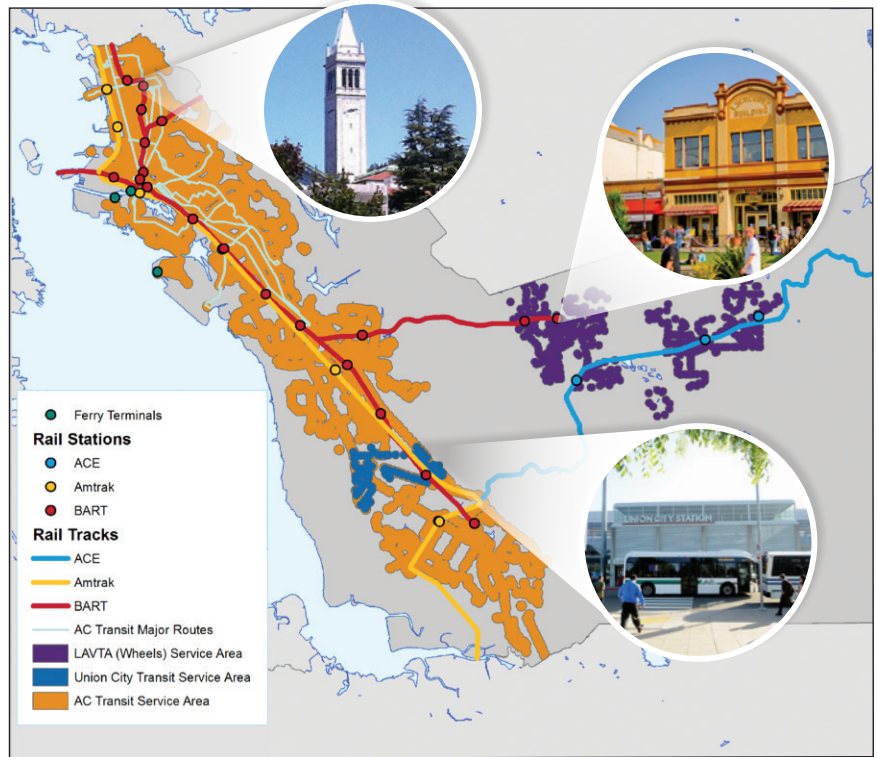 BUILDING
UNION CITY STATION
Ferry Terminals
Rail Stations
ACE
Amtrak
BART
Rail Tracks
ACE
Amtrak
BART
AC Transit Major Routes
LAVTA (Wheels) Service Area
Union City Transit Service Area
AC Transit Service Area